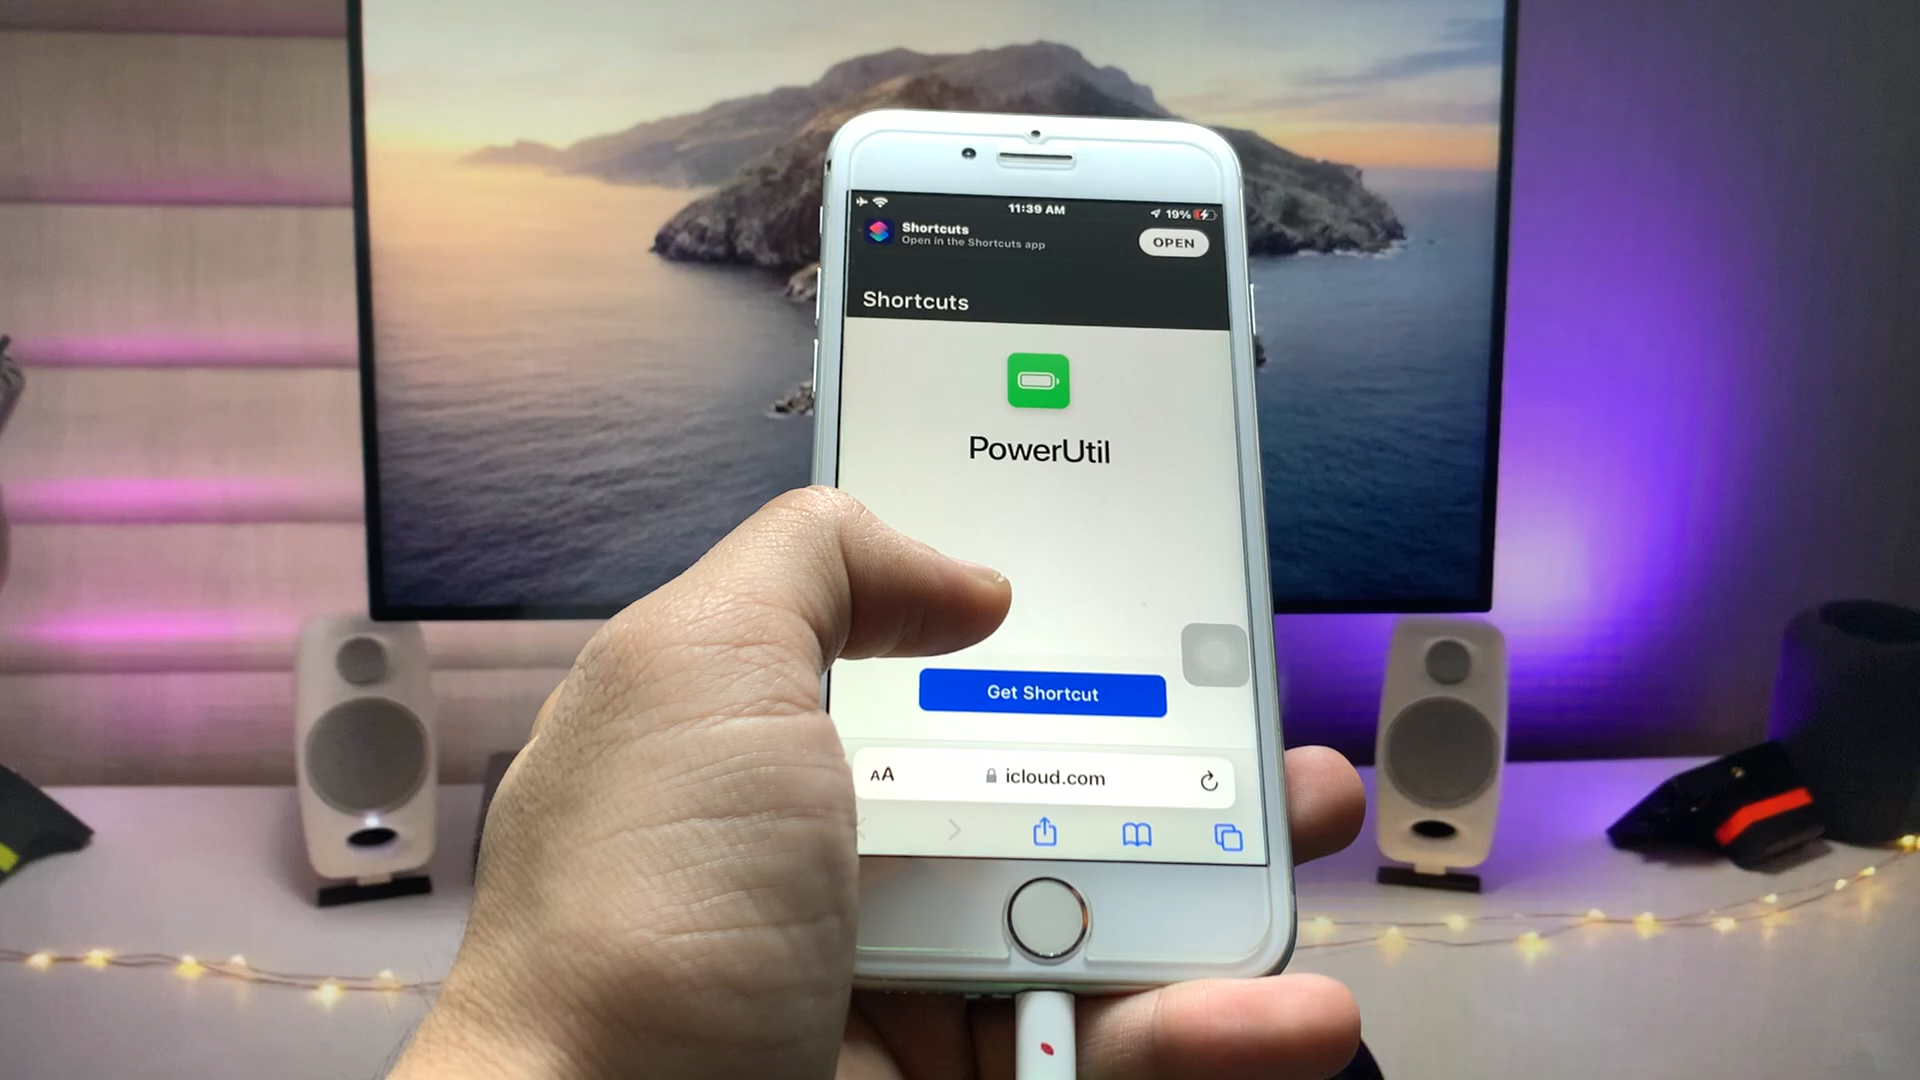 11:39 AM
19%
Shortcuts
Open in the Shortcuts app
OPEN
Shortcuts
PowerUtil
Get Shortcut
AA
icloud.com